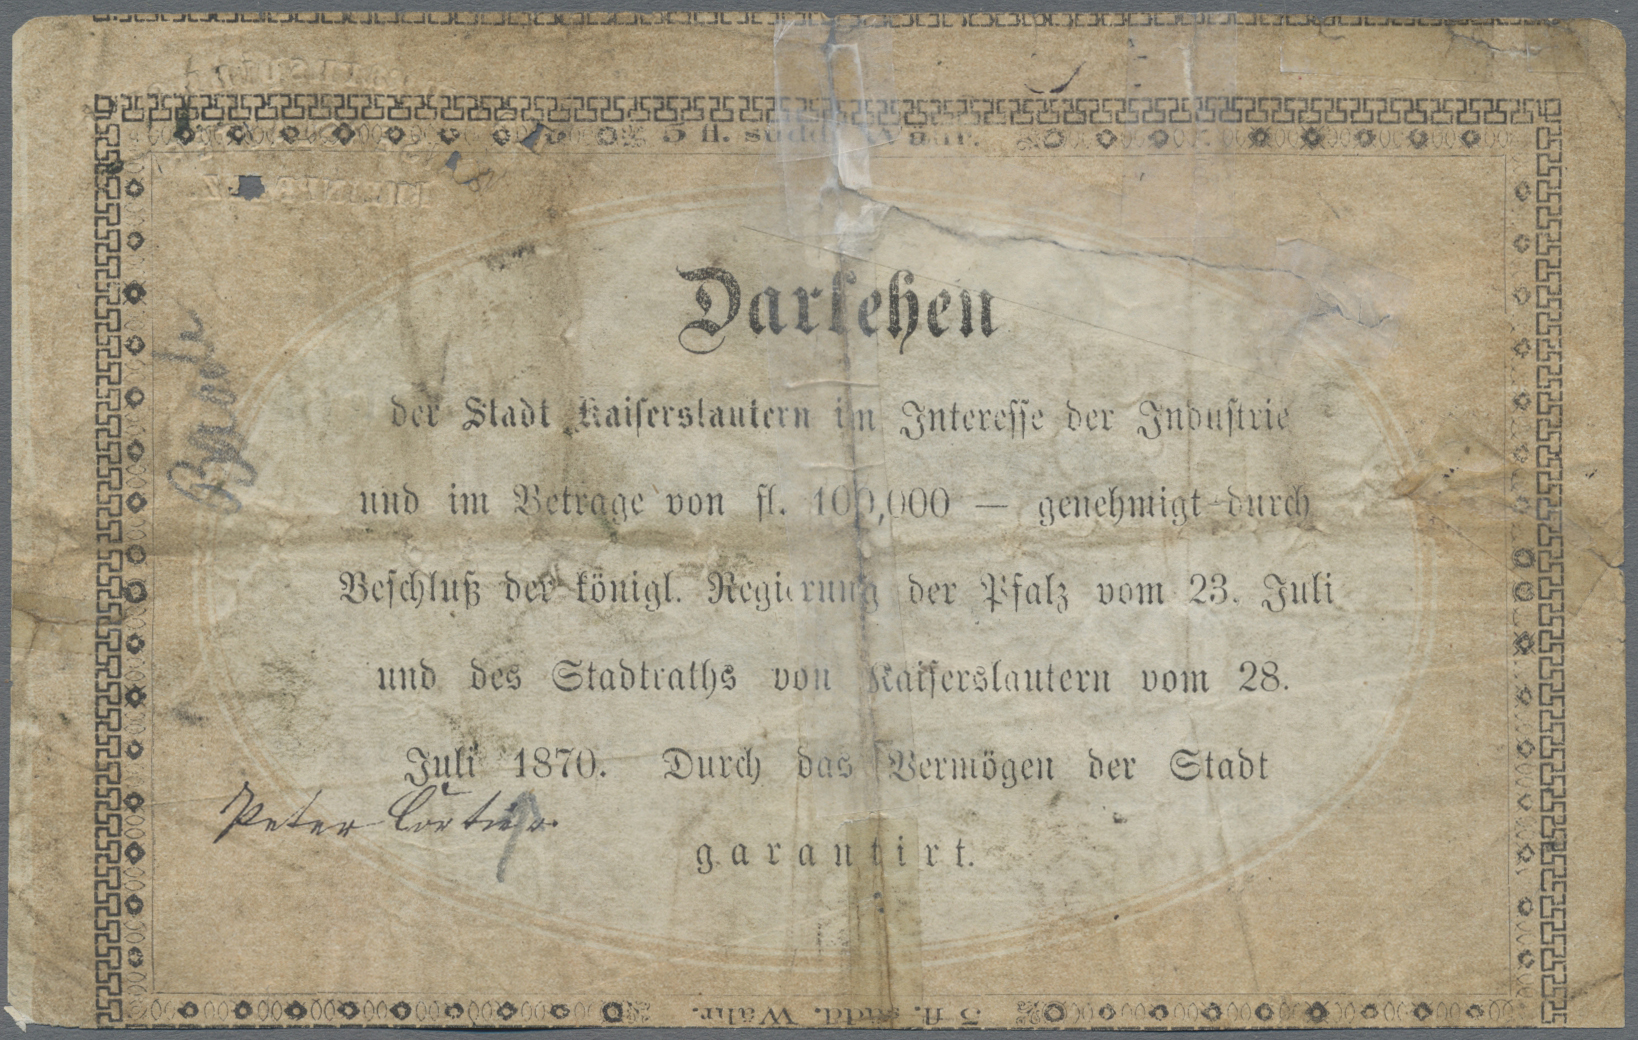 5 fl. südd. Währ.
Darlehen
der Stadt Kaiserslautern im Interesse der Industrie
und im Betrage von fl. 100,000 — genehmigt durch
Beschluß der königl. Regierung der Pfalz vom 23. Juli
und des Stadtraths von Kaiserslautern vom 28.
Juli 1870. Durch das Vermögen der Stadt
garantirt.
Peter
5 fl. südd. Währ.